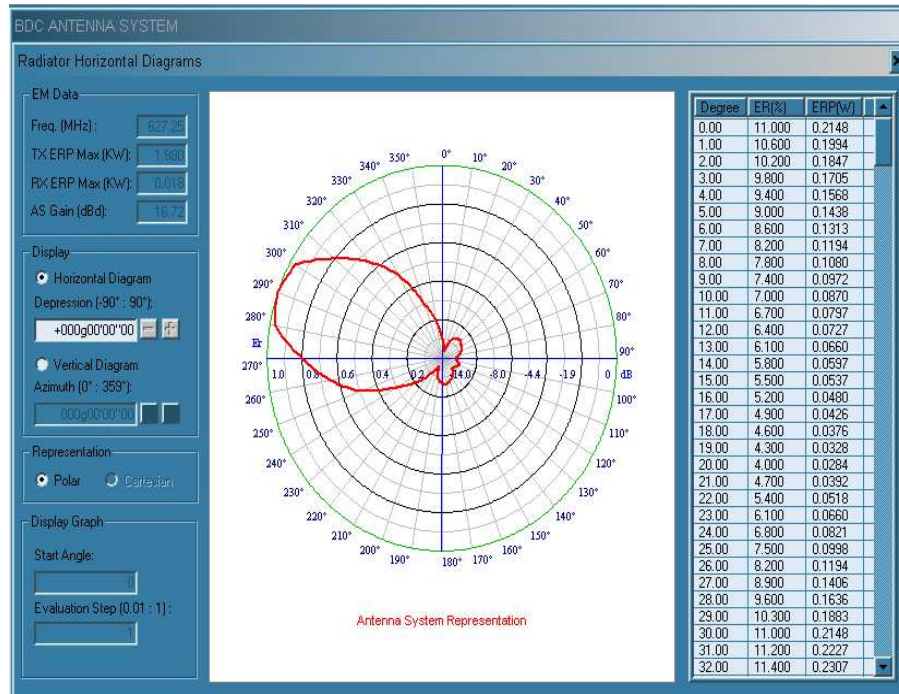 BDC ANTENNA SYSTEM
Radiator Horizontal Diagrams
EM Data
Freq. (MHz) : 627.25
TX ERP Max (KW): 1.880
RX ERP Max (KW): 0.018
AS Gain (dBd) 16.72
Display
Horizontal Diagram
Depression (-90° : 90°):
+000g00'00"00
Vertical Diagram
Azimuth (0° : 359°):
000g00'00"00
Representation
Polar Cartesian
Display Graph
Start Angle:
0
Evaluation Step (0.01 : 1) :
1
0° 10° 20° 30° 40° 50° 60° 70° 80° 90° 100° 110° 120° 130° 140° 150° 160° 170° 180° 190° 200° 210° 220° 230° 240° 250° 260° 270° 280° 290° 300° 310° 320° 330° 340° 350°
Er
1.0 0.8 0.6 0.4 0.2 -14.0 -8.0 -4.4 -1.9 0 dB
Antenna System Representation
Degree ER(%) ERP(W)
0.00 11.000 0.2148
1.00 10.600 0.1994
2.00 10.200 0.1847
3.00 9.800 0.1705
4.00 9.400 0.1568
5.00 9.000 0.1438
6.00 8.600 0.1313
7.00 8.200 0.1194
8.00 7.800 0.1080
9.00 7.400 0.0972
10.00 7.000 0.0870
11.00 6.700 0.0797
12.00 6.400 0.0727
13.00 6.100 0.0660
14.00 5.800 0.0597
15.00 5.500 0.0537
16.00 5.200 0.0480
17.00 4.900 0.0426
18.00 4.600 0.0376
19.00 4.300 0.0328
20.00 4.000 0.0284
21.00 4.700 0.0392
22.00 5.400 0.0518
23.00 6.100 0.0660
24.00 6.800 0.0821
25.00 7.500 0.0998
26.00 8.200 0.1194
27.00 8.900 0.1406
28.00 9.600 0.1636
29.00 10.300 0.1883
30.00 11.000 0.2148
31.00 11.200 0.2227
32.00 11.400 0.2307